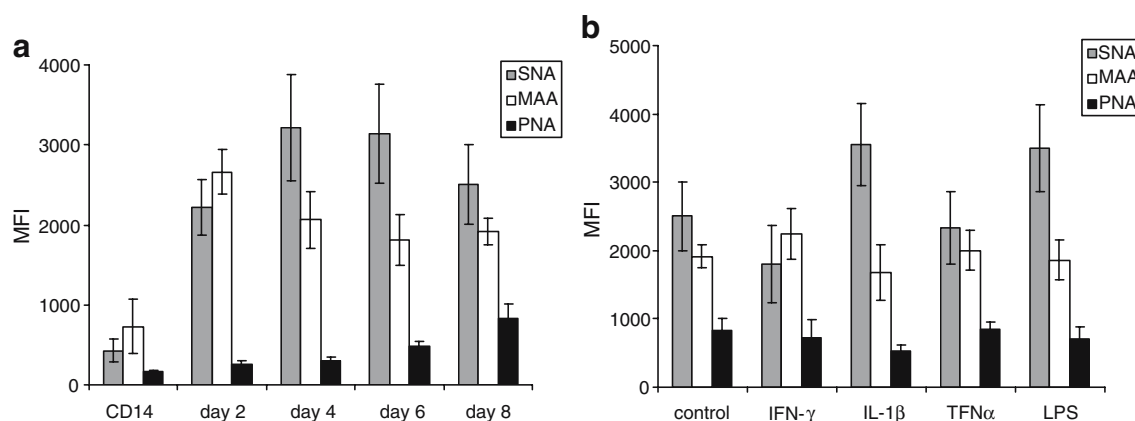 a
4000
3000
2000
1000
0
MFI
SNA
MAA
PNA
CD14 day 2 day 4 day 6 day 8
b
5000
4000
3000
2000
1000
0
MFI
SNA
MAA
PNA
control IFN-γ IL-1β TFNα LPS